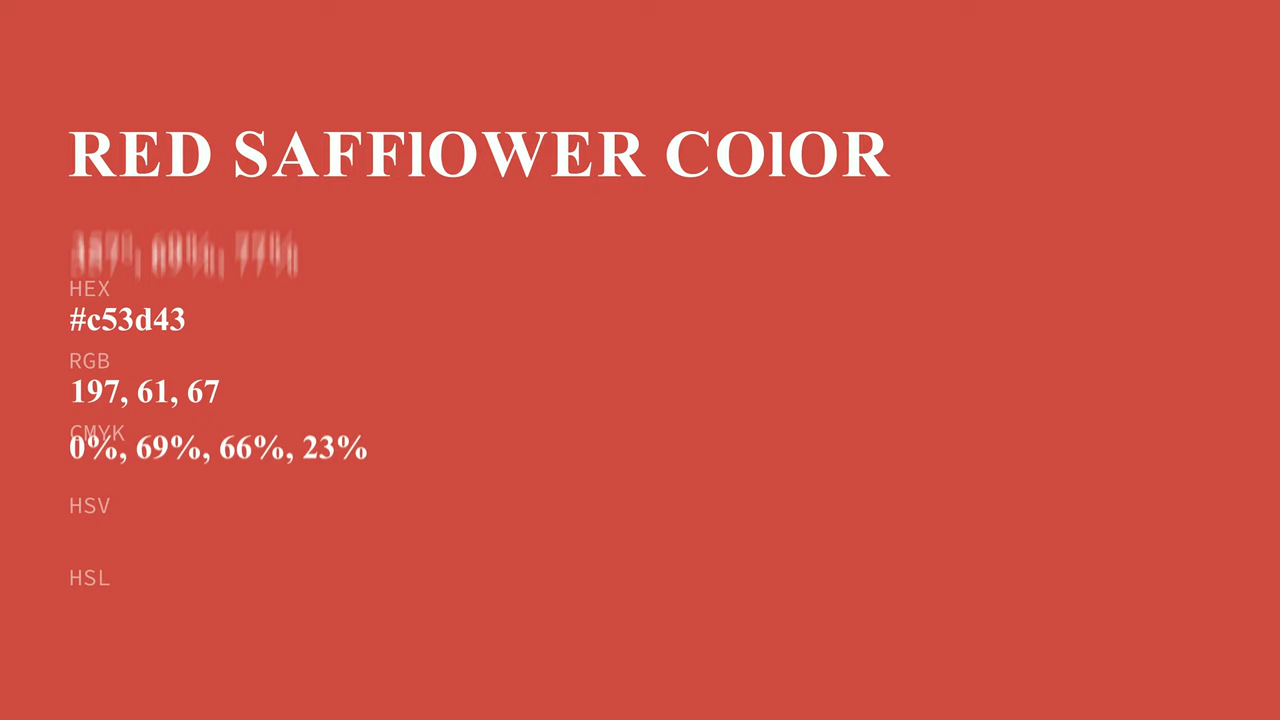 RED SAFFlOWER COlOR
HEX
#c53d43
RGB
197, 61, 67
CMYK
0%, 69%, 66%, 23%
HSV
HSL